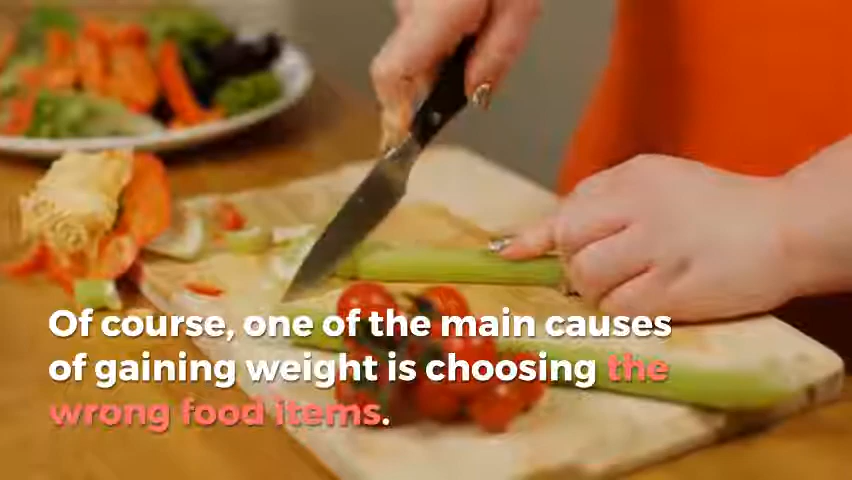 Of course, one of the main causes
of gaining weight is choosing the
wrong food items.